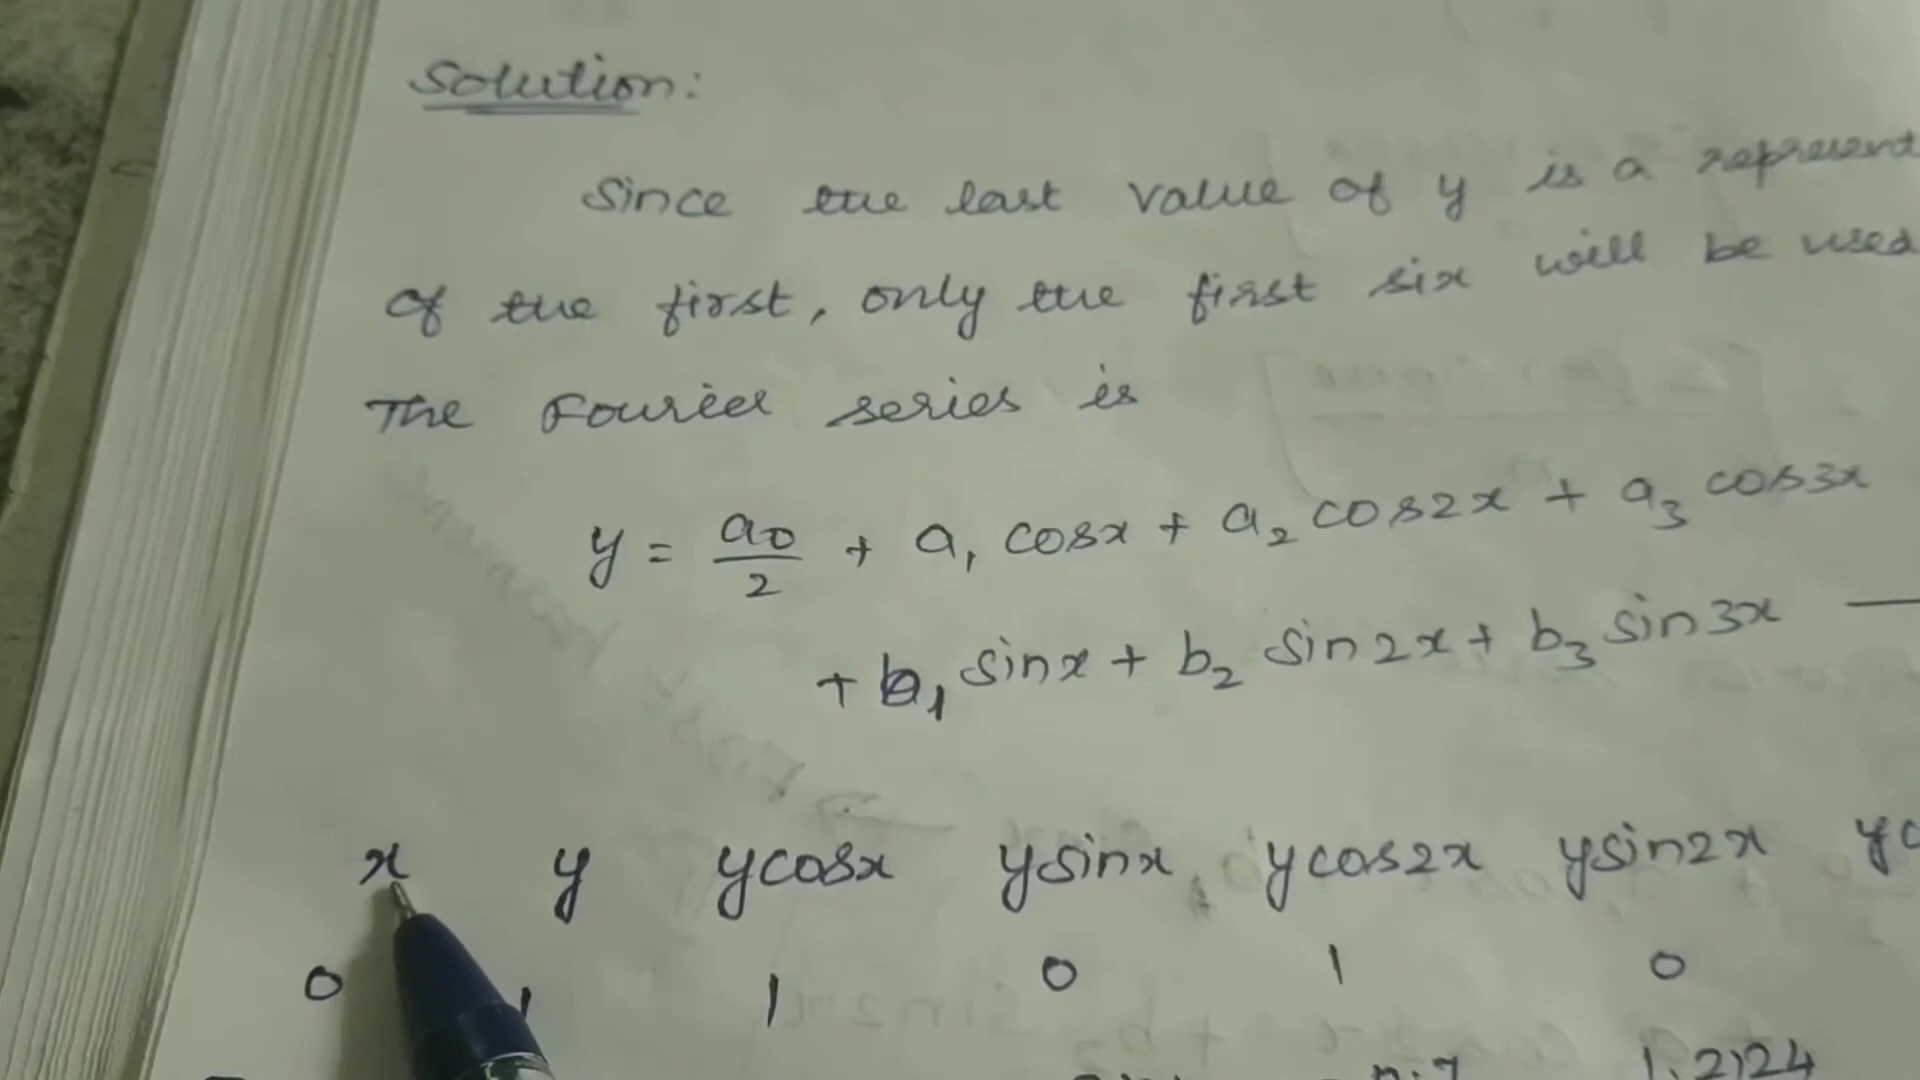 Solution:
Since the last value of y is a represent
of the first, only the first six will be used
The Fourier series is
y = a₀/2 + a₁ cosx + a₂ cos2x + a₃ cos3x
+ b₁ sinx + b₂ sin2x + b₃ sin3x —
x y ycosx ysinx ycos2x ysin2x yc
0 1 1 0 1 0
1.2124